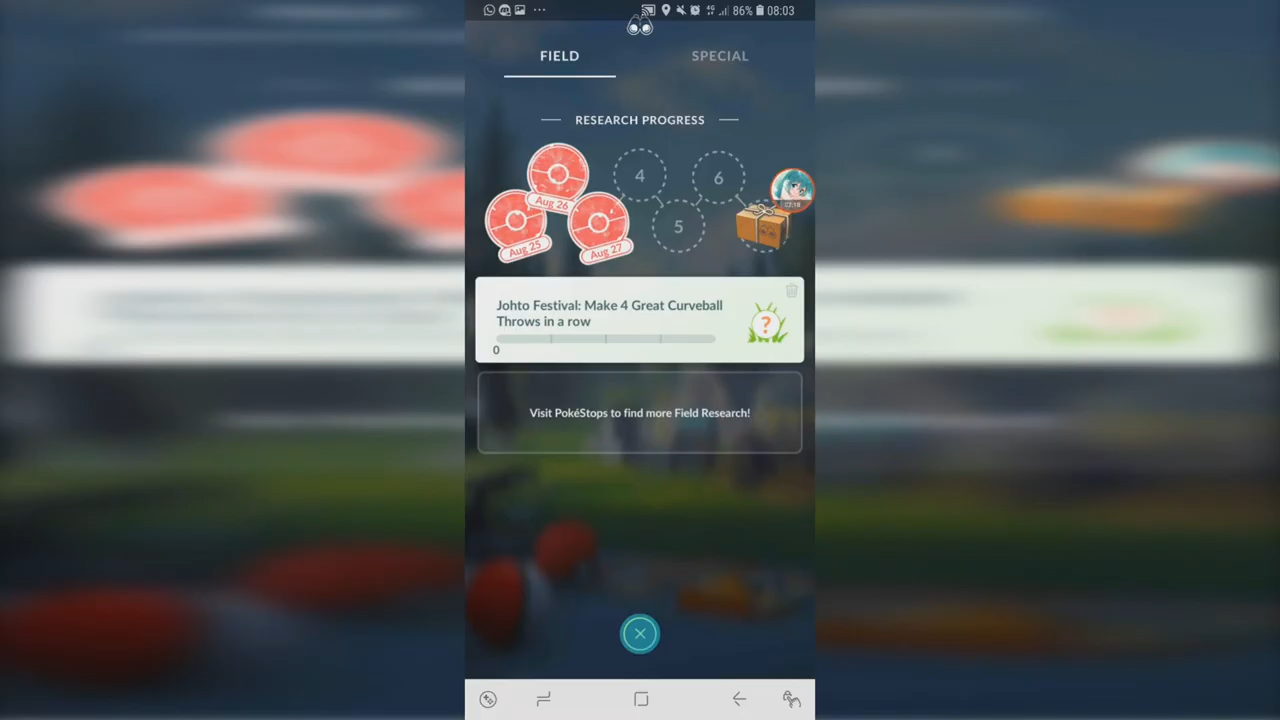 4G 86% 08:03
FIELD SPECIAL
RESEARCH PROGRESS
Aug 25
Aug 26
Aug 27
4
5
6
Johto Festival: Make 4 Great Curveball
Throws in a row
?
0
Visit PokéStops to find more Field Research!